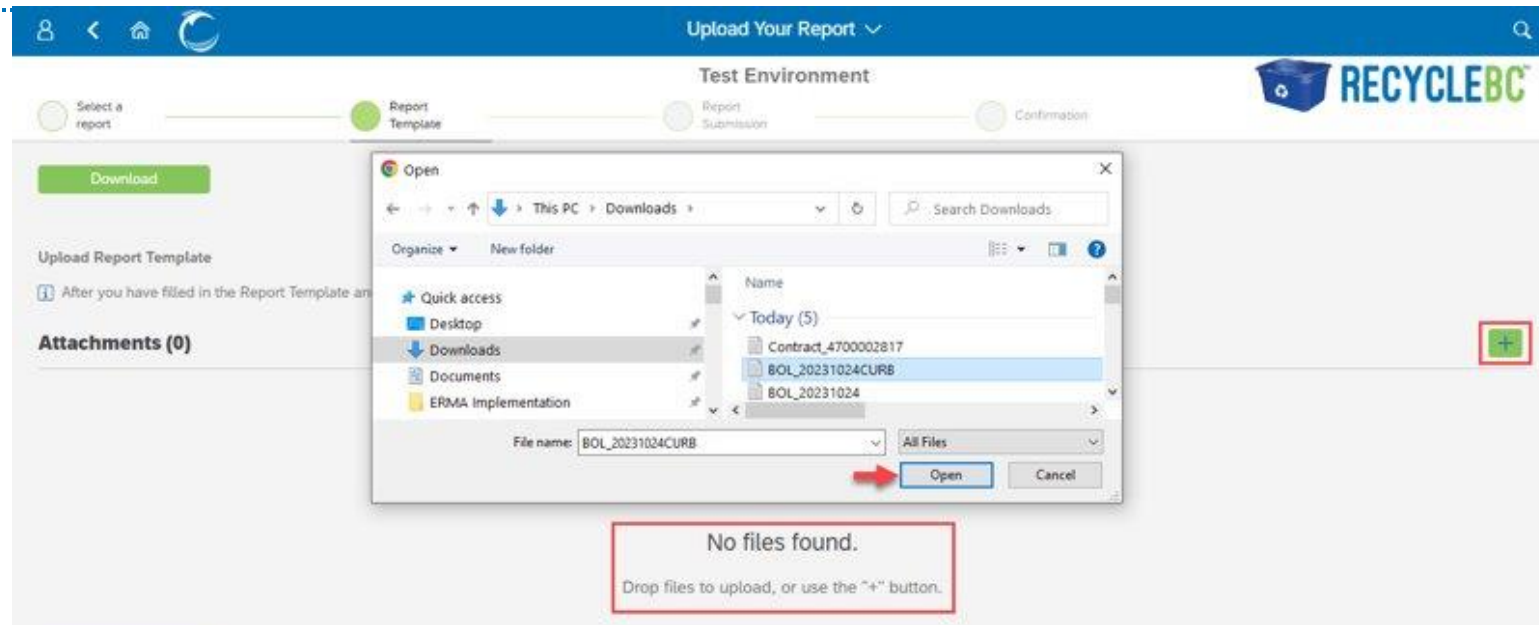 Upload Your Report
Test Environment
RECYCLEBC™
Select a
report
Report
Template
Report
Submission
Confirmation
Download
Open
This PC > Downloads >
Search Downloads
Organize
New folder
Upload Report Template
After you have filled in the Report Template an
Attachments (0)
+
Quick access
Desktop
Downloads
Documents
ERMA Implementation
Name
Today (5)
Contract_4700002817
BOL_20231024CURB
BOL_20231024
File name: BOL_20231024CURB
All Files
Open
Cancel
No files found.
Drop files to upload, or use the "+" button.